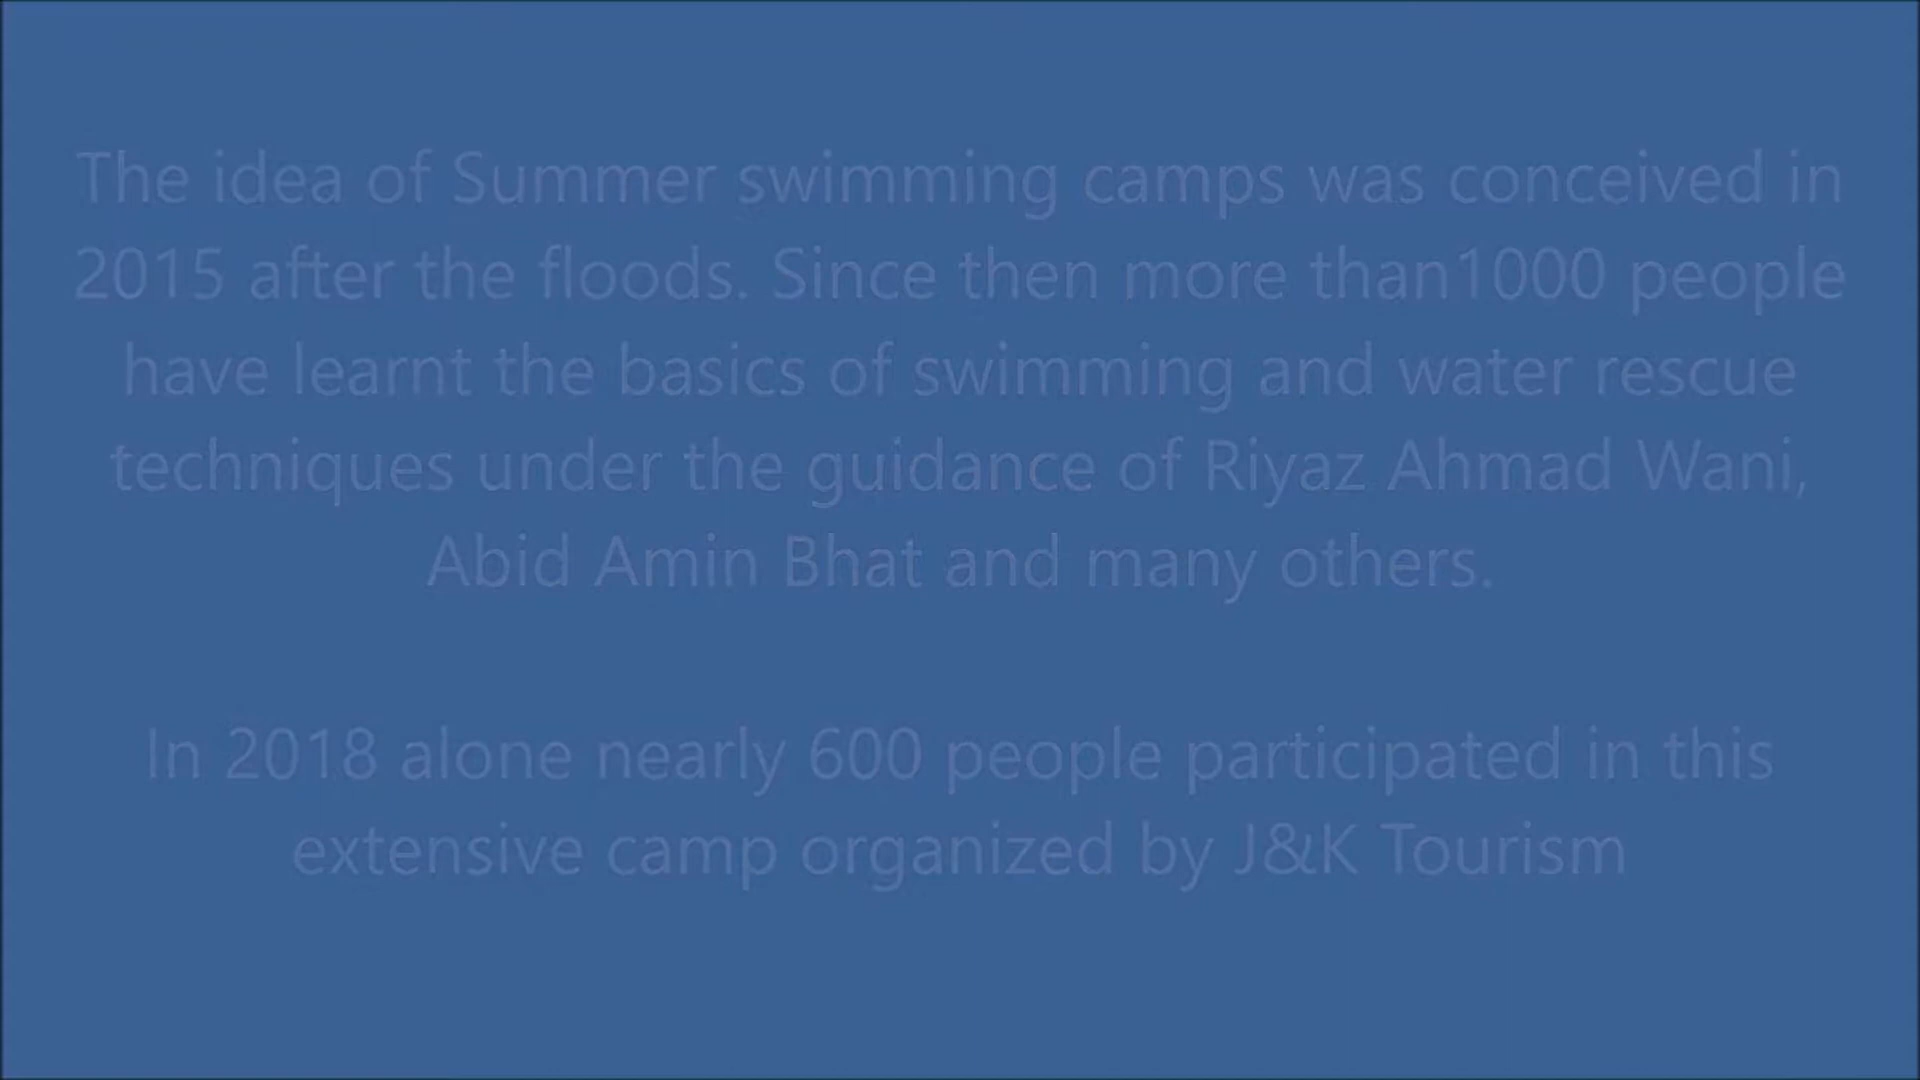 The idea of Summer swimming camps was conceived in
2015 after the floods. Since then more than1000 people
have learnt the basics of swimming and water rescue
techniques under the guidance of Riyaz Ahmad Wani,
Abid Amin Bhat and many others.
In 2018 alone nearly 600 people participated in this
extensive camp organized by J&K Tourism